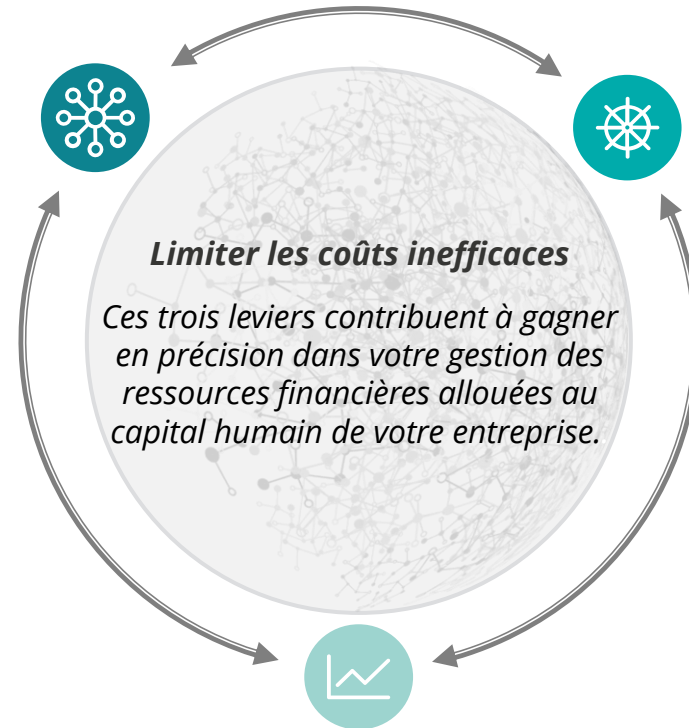 Limiter les coûts inefficaces
Ces trois leviers contribuent à gagner
en précision dans votre gestion des
ressources financières allouées au
capital humain de votre entreprise.